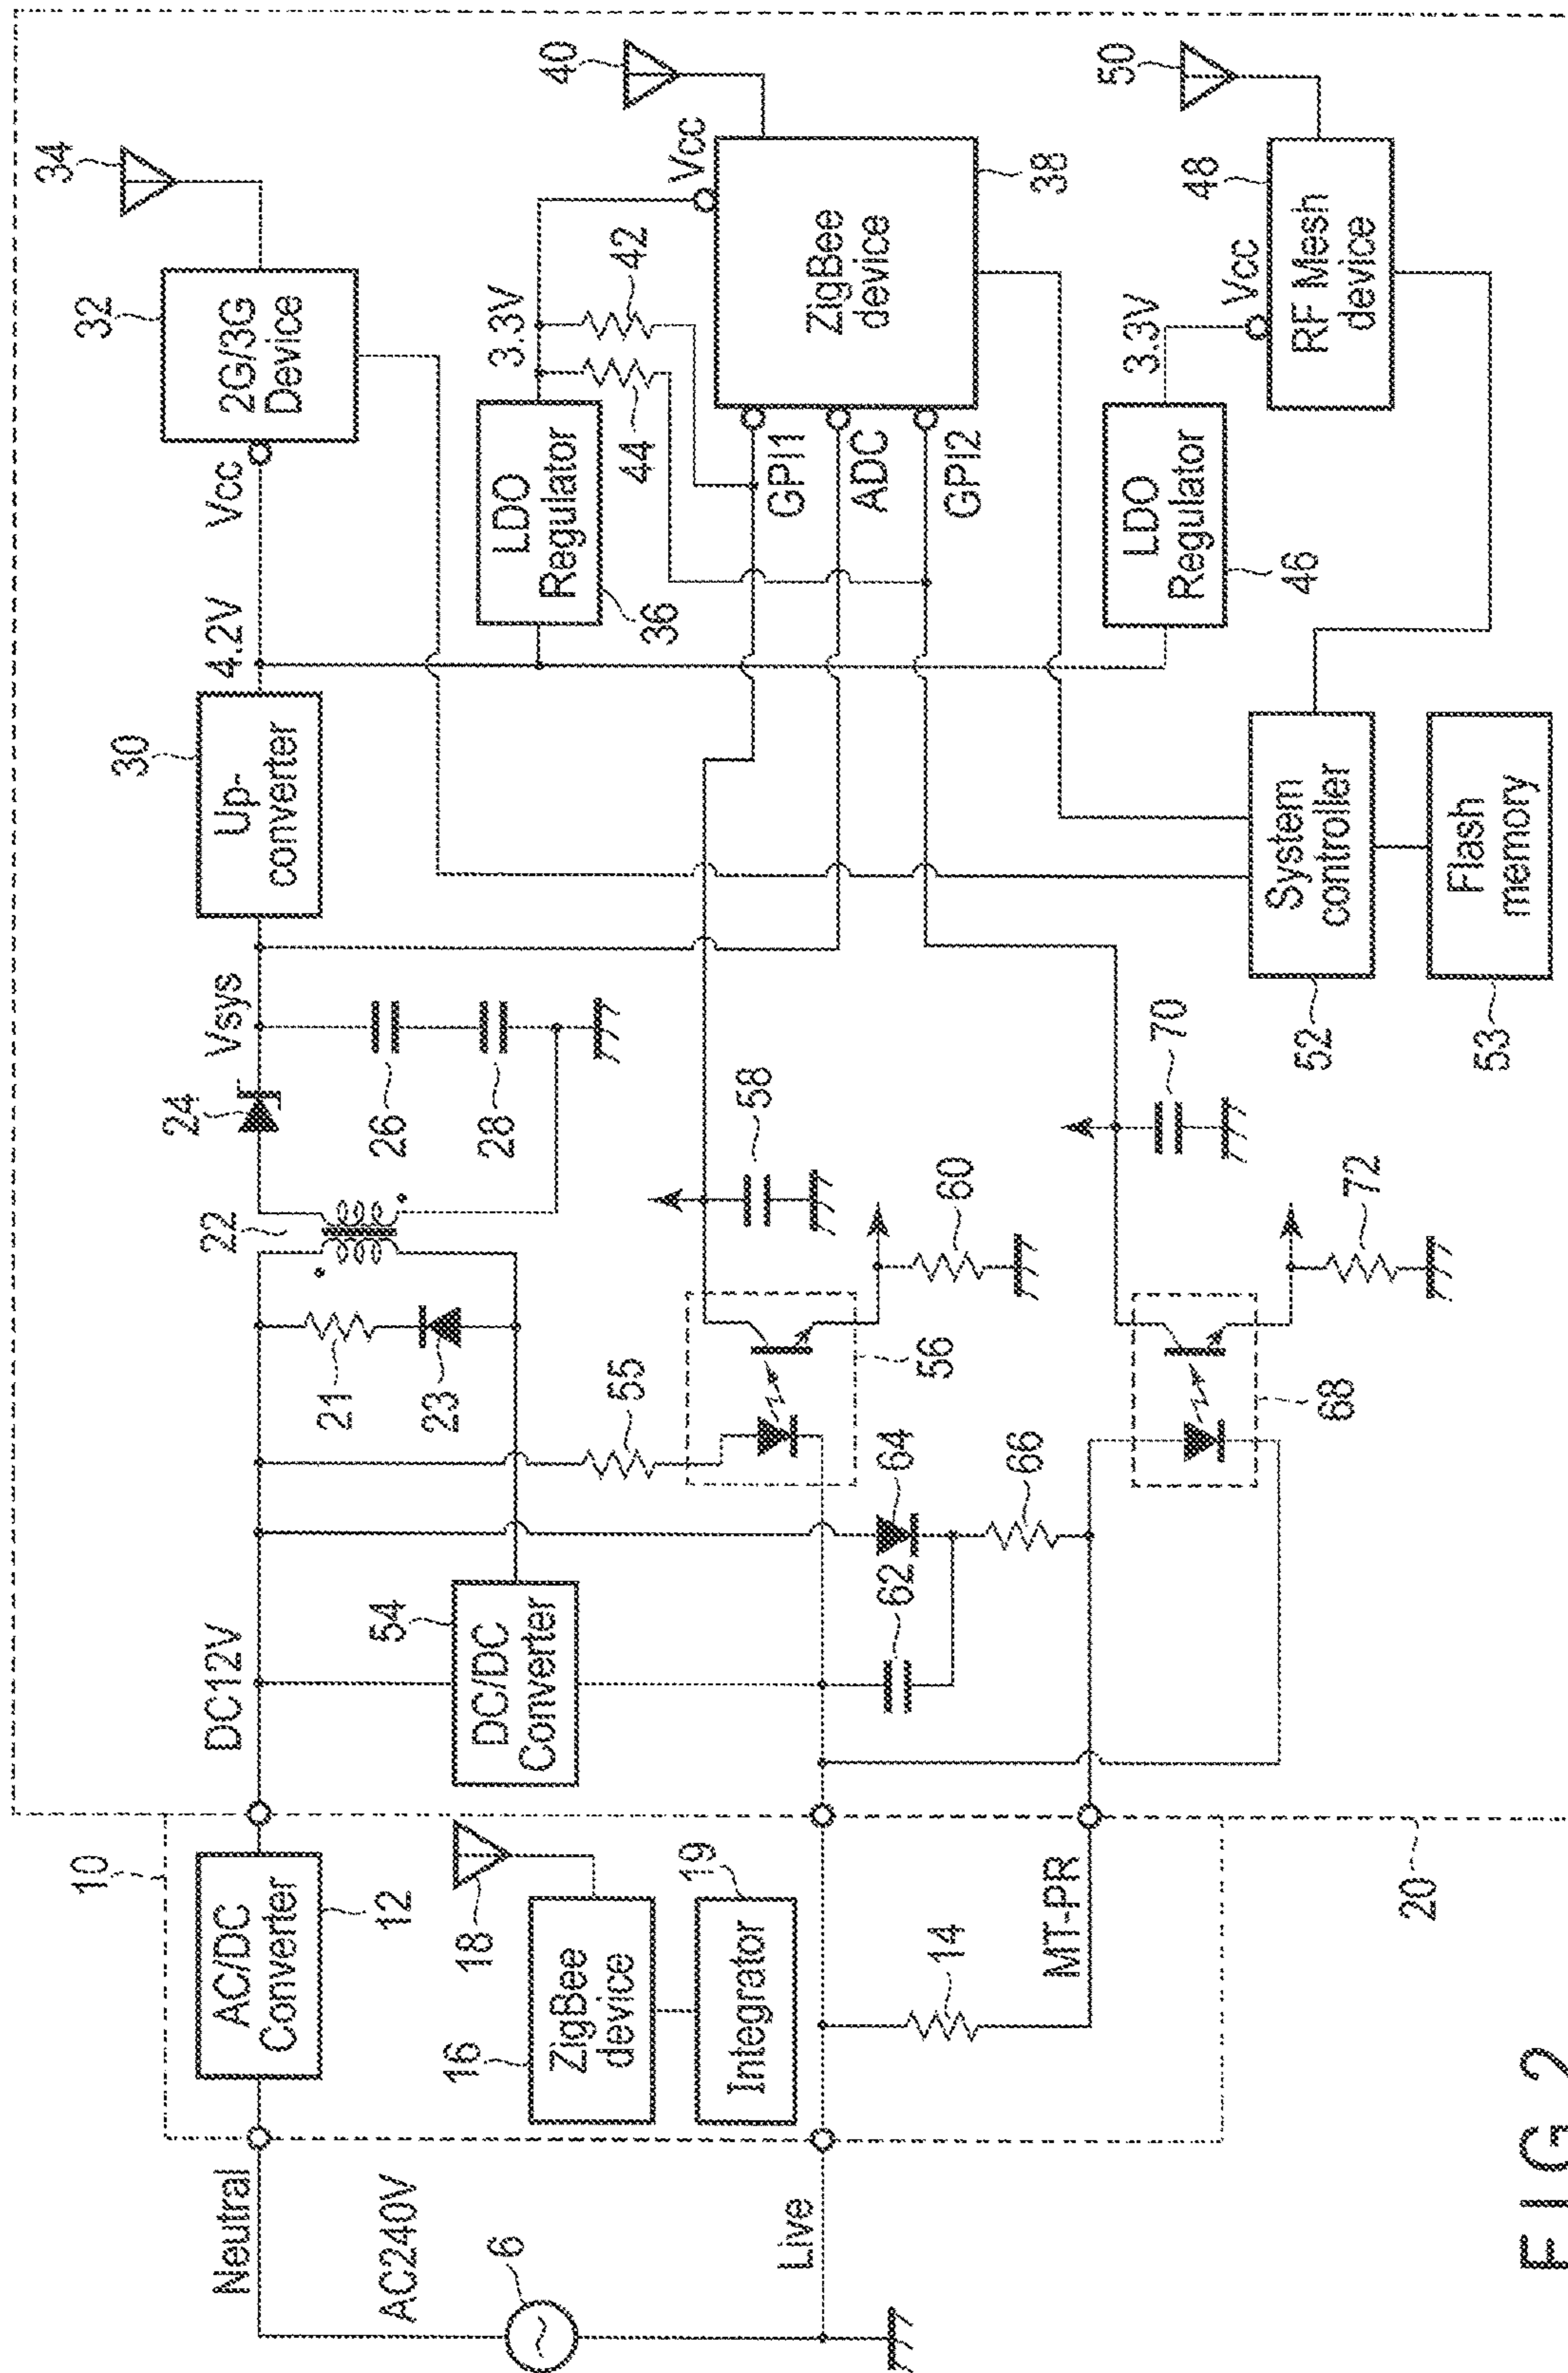 34
40
50
32
2G/3G
Device
Vcc
4.2V
30
Up-
converter
Vsys
24
26
28
22
21
23
DC12V
54
DC/DC
Converter
10
AC/DC
Converter
12
Neutral
AC240V
6
Live
18
16
ZigBee
device
19
Integrator
14
MT-PR
20
3.3V
42
44
LDO
Regulator
36
Vcc
ZigBee
device
38
GPI1
ADC
GPI2
55
56
58
60
64
62
66
68
70
72
3.3V
Vcc
48
RF Mesh
device
LDO
Regulator
46
System
controller
52
Flash
memory
53
FIG. 2